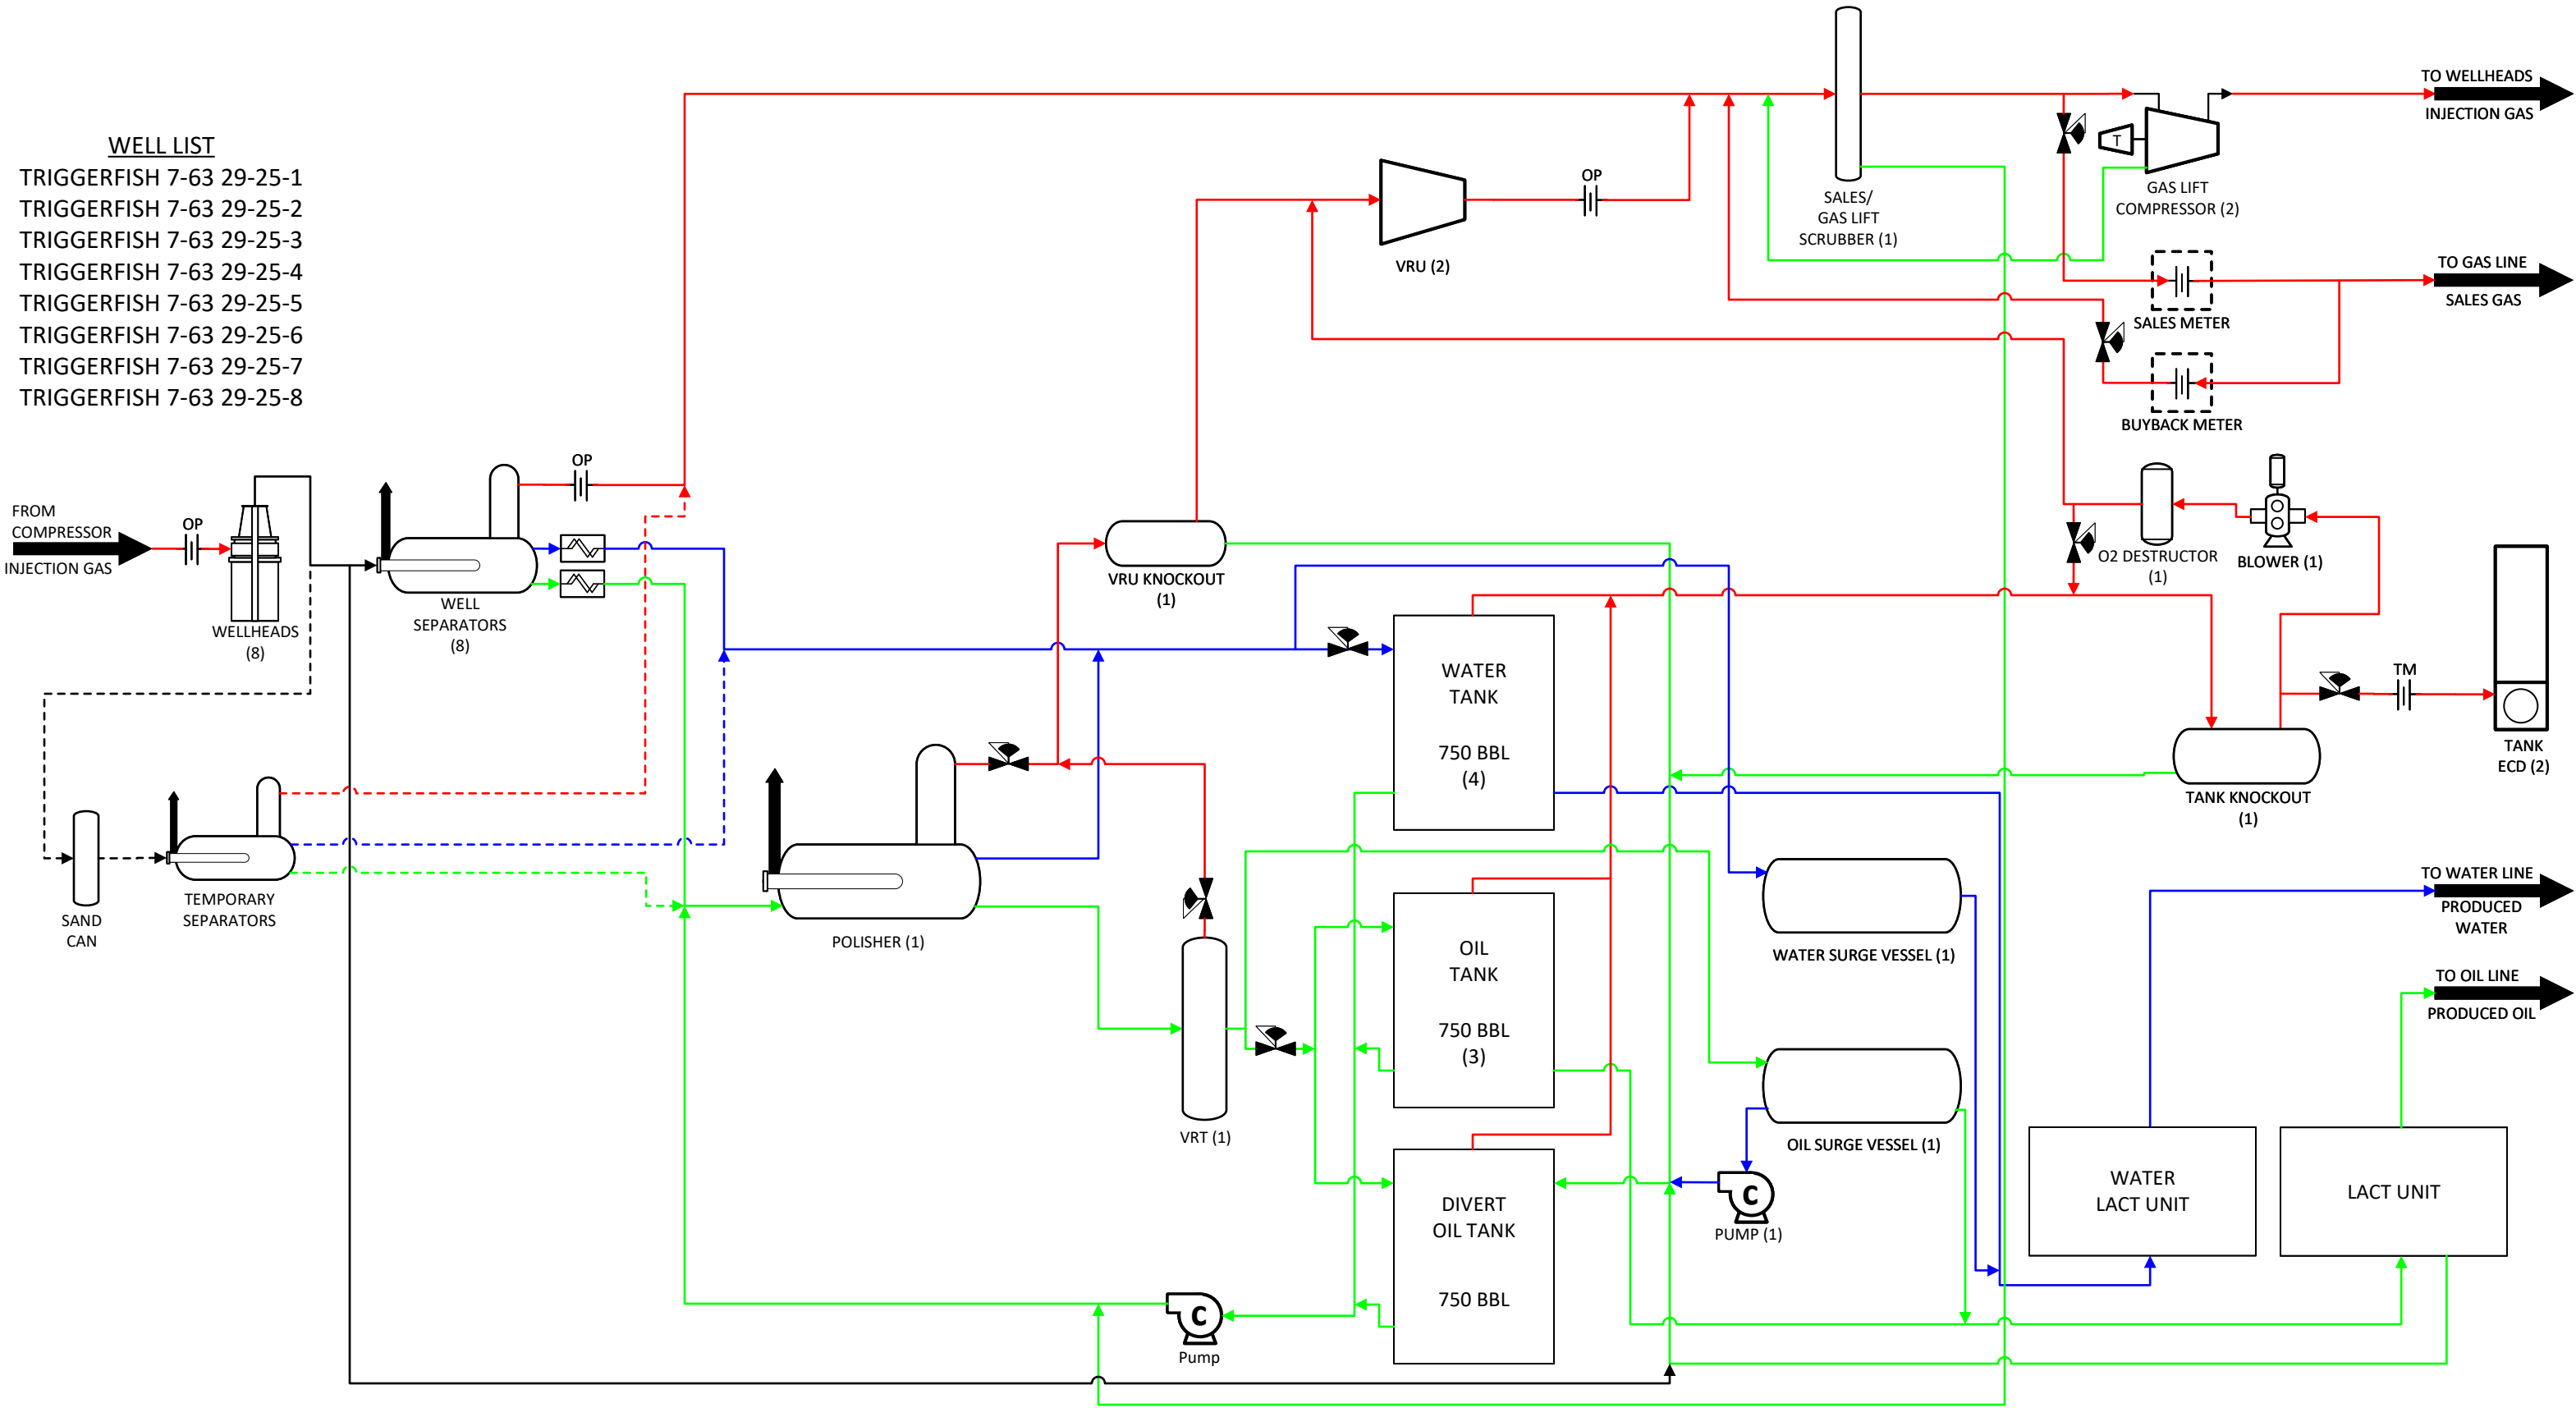 WELL LIST
TRIGGERFISH 7-63 29-25-1
TRIGGERFISH 7-63 29-25-2
TRIGGERFISH 7-63 29-25-3
TRIGGERFISH 7-63 29-25-4
TRIGGERFISH 7-63 29-25-5
TRIGGERFISH 7-63 29-25-6
TRIGGERFISH 7-63 29-25-7
TRIGGERFISH 7-63 29-25-8
TO WELLHEADS
INJECTION GAS
T
GAS LIFT
COMPRESSOR (2)
SALES/
GAS LIFT
SCRUBBER (1)
OP
VRU (2)
TO GAS LINE
SALES GAS
SALES METER
BUYBACK METER
OP
FROM
COMPRESSOR
INJECTION GAS
OP
WELLHEADS
(8)
WELL
SEPARATORS
(8)
VRU KNOCKOUT
(1)
O2 DESTRUCTOR
(1)
BLOWER (1)
WATER
TANK
750 BBL
(4)
TM
TANK
ECD (2)
TANK KNOCKOUT
(1)
SAND
CAN
TEMPORARY
SEPARATORS
POLISHER (1)
VRT (1)
OIL
TANK
750 BBL
(3)
WATER SURGE VESSEL (1)
TO WATER LINE
PRODUCED
WATER
TO OIL LINE
PRODUCED OIL
OIL SURGE VESSEL (1)
DIVERT
OIL TANK
750 BBL
C
PUMP (1)
WATER
LACT UNIT
LACT UNIT
C
Pump